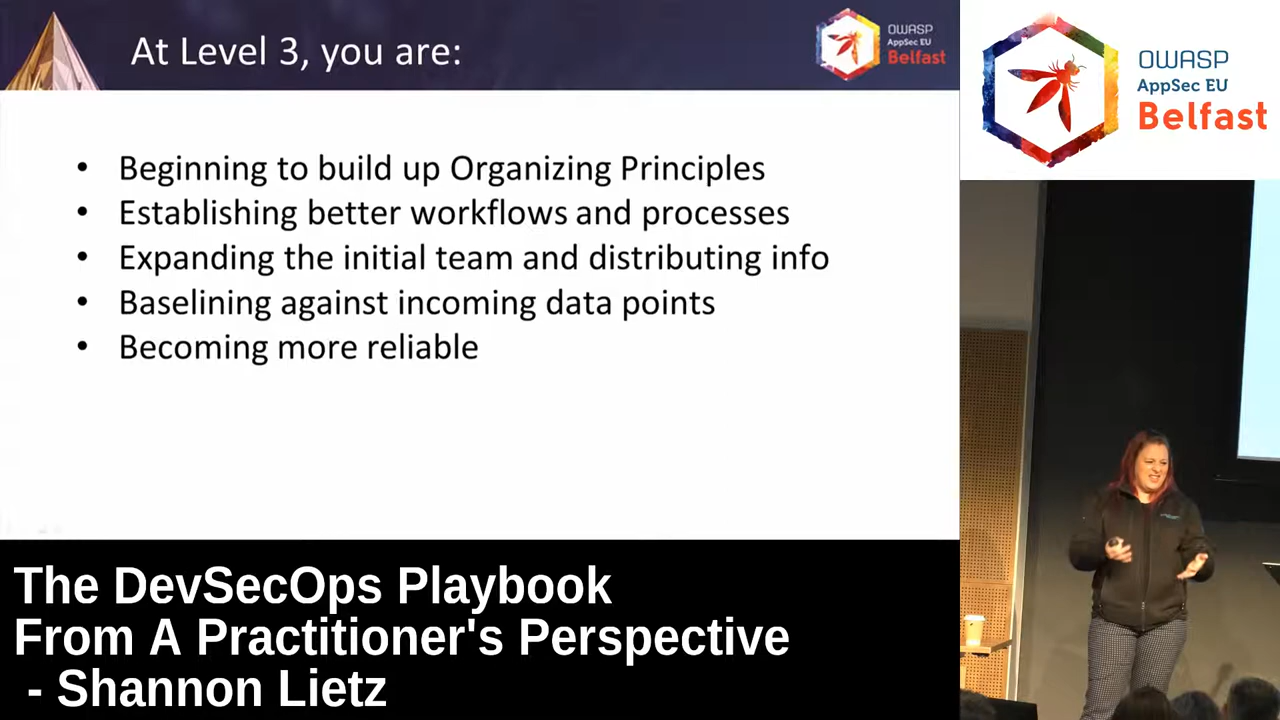 At Level 3, you are:
OWASP
AppSec EU
Belfast
• Beginning to build up Organizing Principles
• Establishing better workflows and processes
• Expanding the initial team and distributing info
• Baselining against incoming data points
• Becoming more reliable
OWASP
AppSec EU
Belfast
The DevSecOps Playbook
From A Practitioner's Perspective
- Shannon Lietz